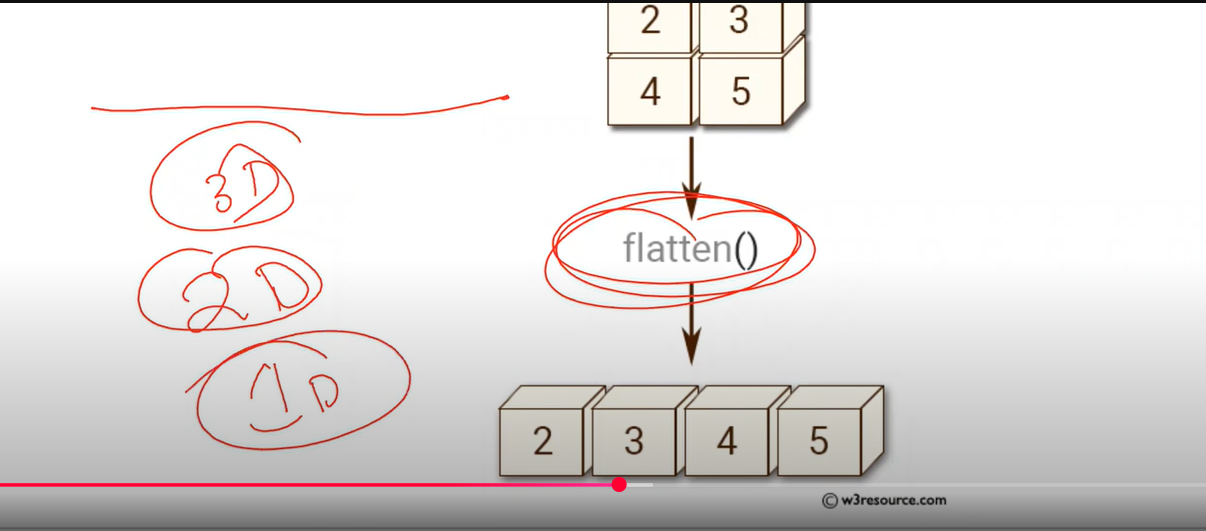 2 3
4 5
3D
flatten()
2D
1D
2 3 4 5
© w3resource.com